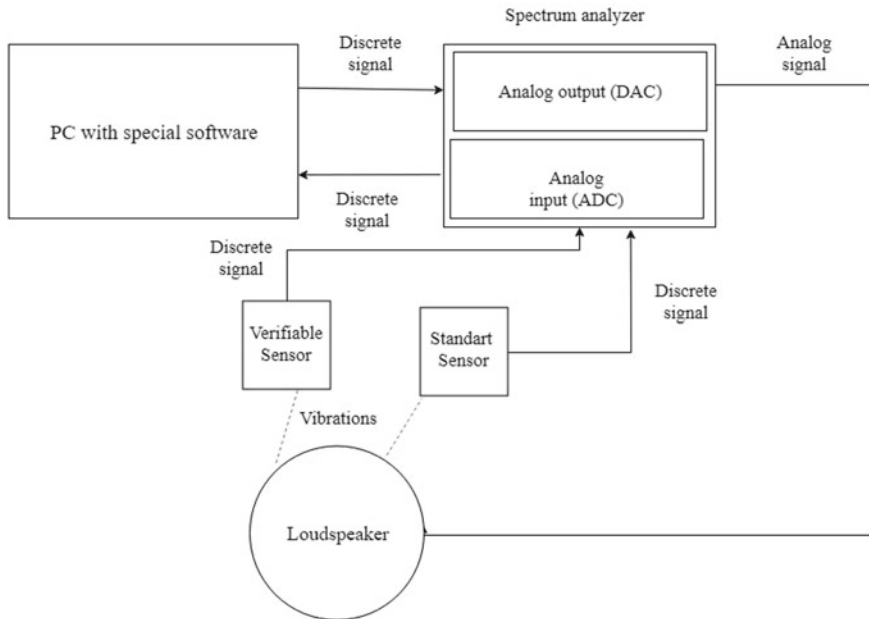 Spectrum analyzer
Discrete
signal
Analog
signal
PC with special software
Analog output (DAC)
Analog
input (ADC)
Discrete
signal
Discrete
signal
Discrete
signal
Verifiable
Sensor
Standart
Sensor
Vibrations
Loudspeaker